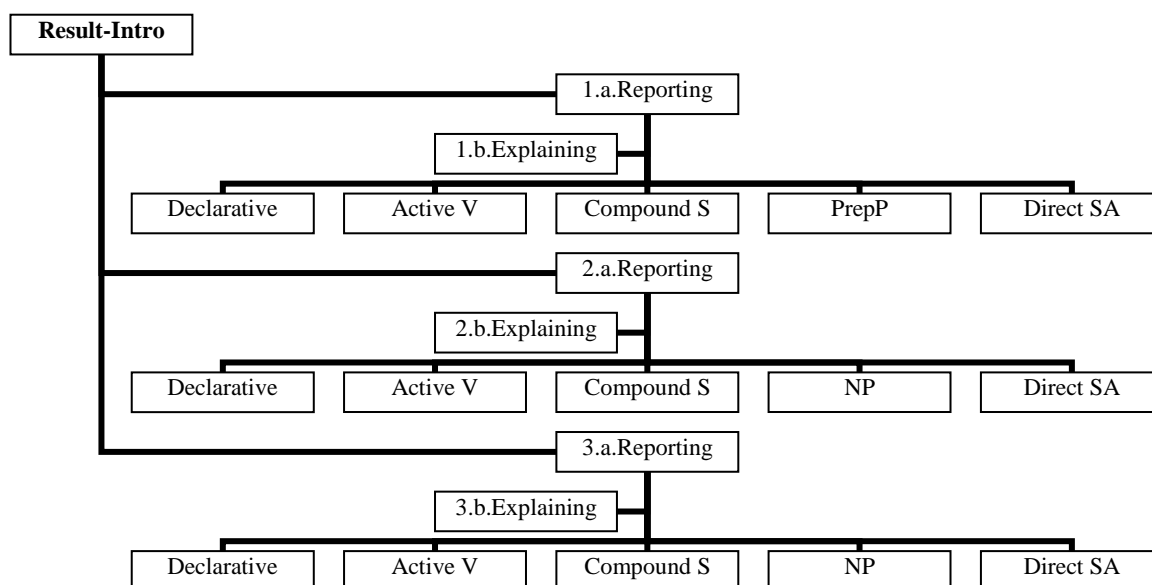 Result-Intro
1.a.Reporting
1.b.Explaining
Declarative
Active V
Compound S
PrepP
Direct SA
2.a.Reporting
2.b.Explaining
Declarative
Active V
Compound S
NP
Direct SA
3.a.Reporting
3.b.Explaining
Declarative
Active V
Compound S
NP
Direct SA